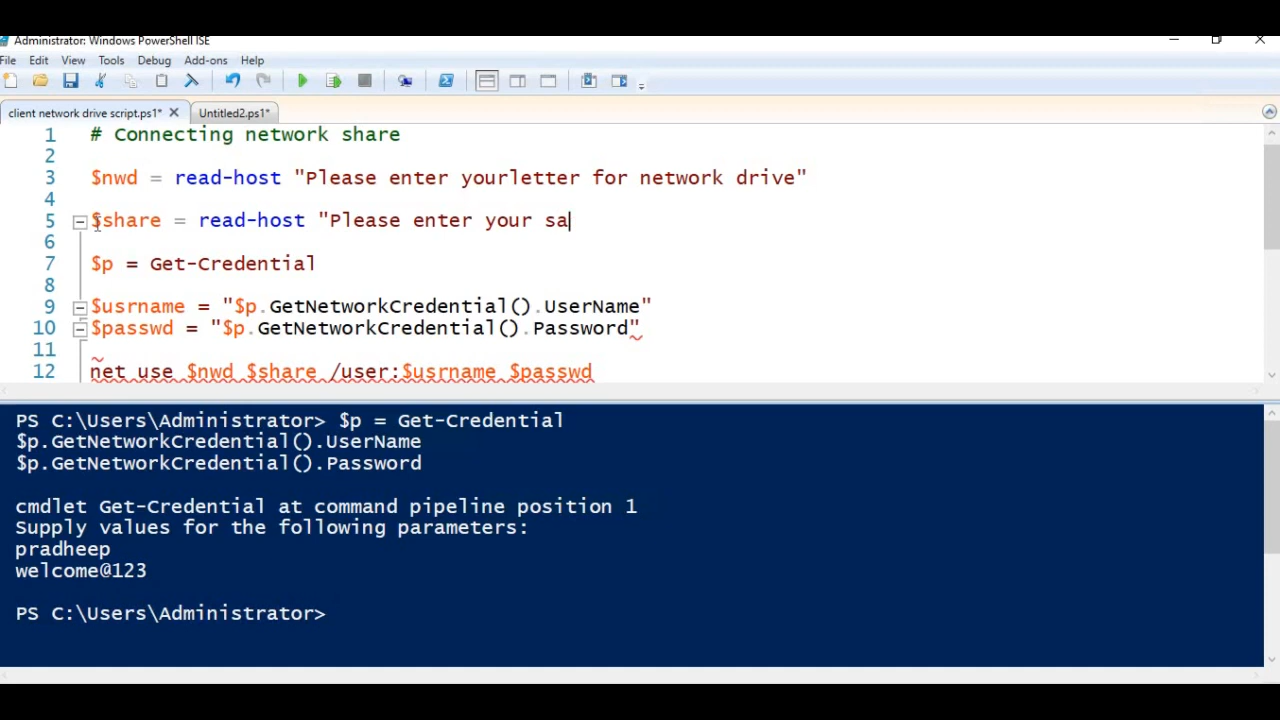 Administrator: Windows PowerShell ISE
File Edit View Tools Debug Add-ons Help
client network drive script.ps1* Untitled2.ps1*
1 # Connecting network share
2
3 $nwd = read-host "Please enter yourletter for network drive"
4
5 $share = read-host "Please enter your sa
6
7 $p = Get-Credential
8
9 $usrname = "$p.GetNetworkCredential().UserName"
10 $passwd = "$p.GetNetworkCredential().Password"
11
12 net use $nwd $share /user:$usrname $passwd
PS C:\Users\Administrator> $p = Get-Credential
$p.GetNetworkCredential().UserName
$p.GetNetworkCredential().Password
cmdlet Get-Credential at command pipeline position 1
Supply values for the following parameters:
pradheep
welcome@123
PS C:\Users\Administrator>